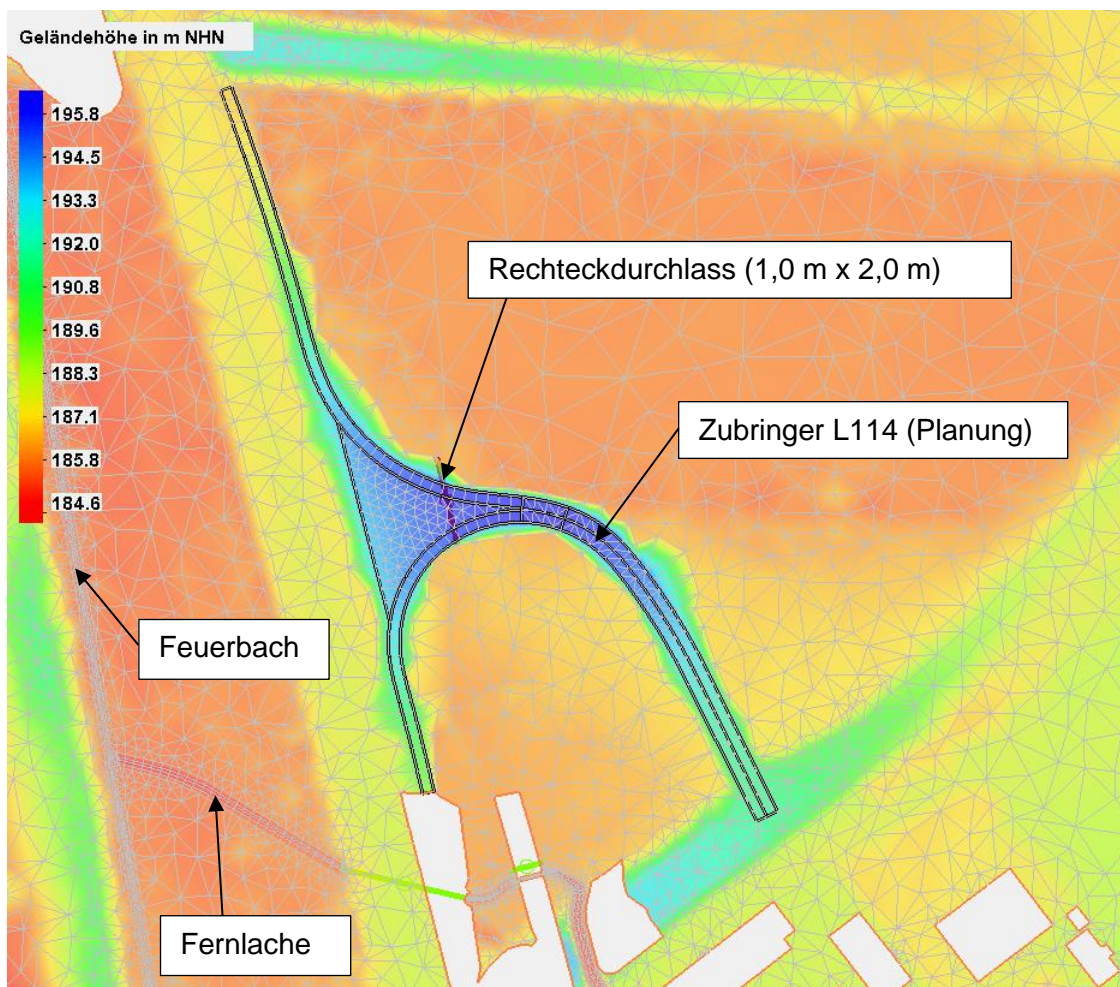 Geländehöhe in m NHN
195.8
194.5
193.3
192.0
190.8
189.6
188.3
187.1
185.8
184.6
Rechteckdurchlass (1,0 m x 2,0 m)
Zubringer L114 (Planung)
Feuerbach
Fernlache